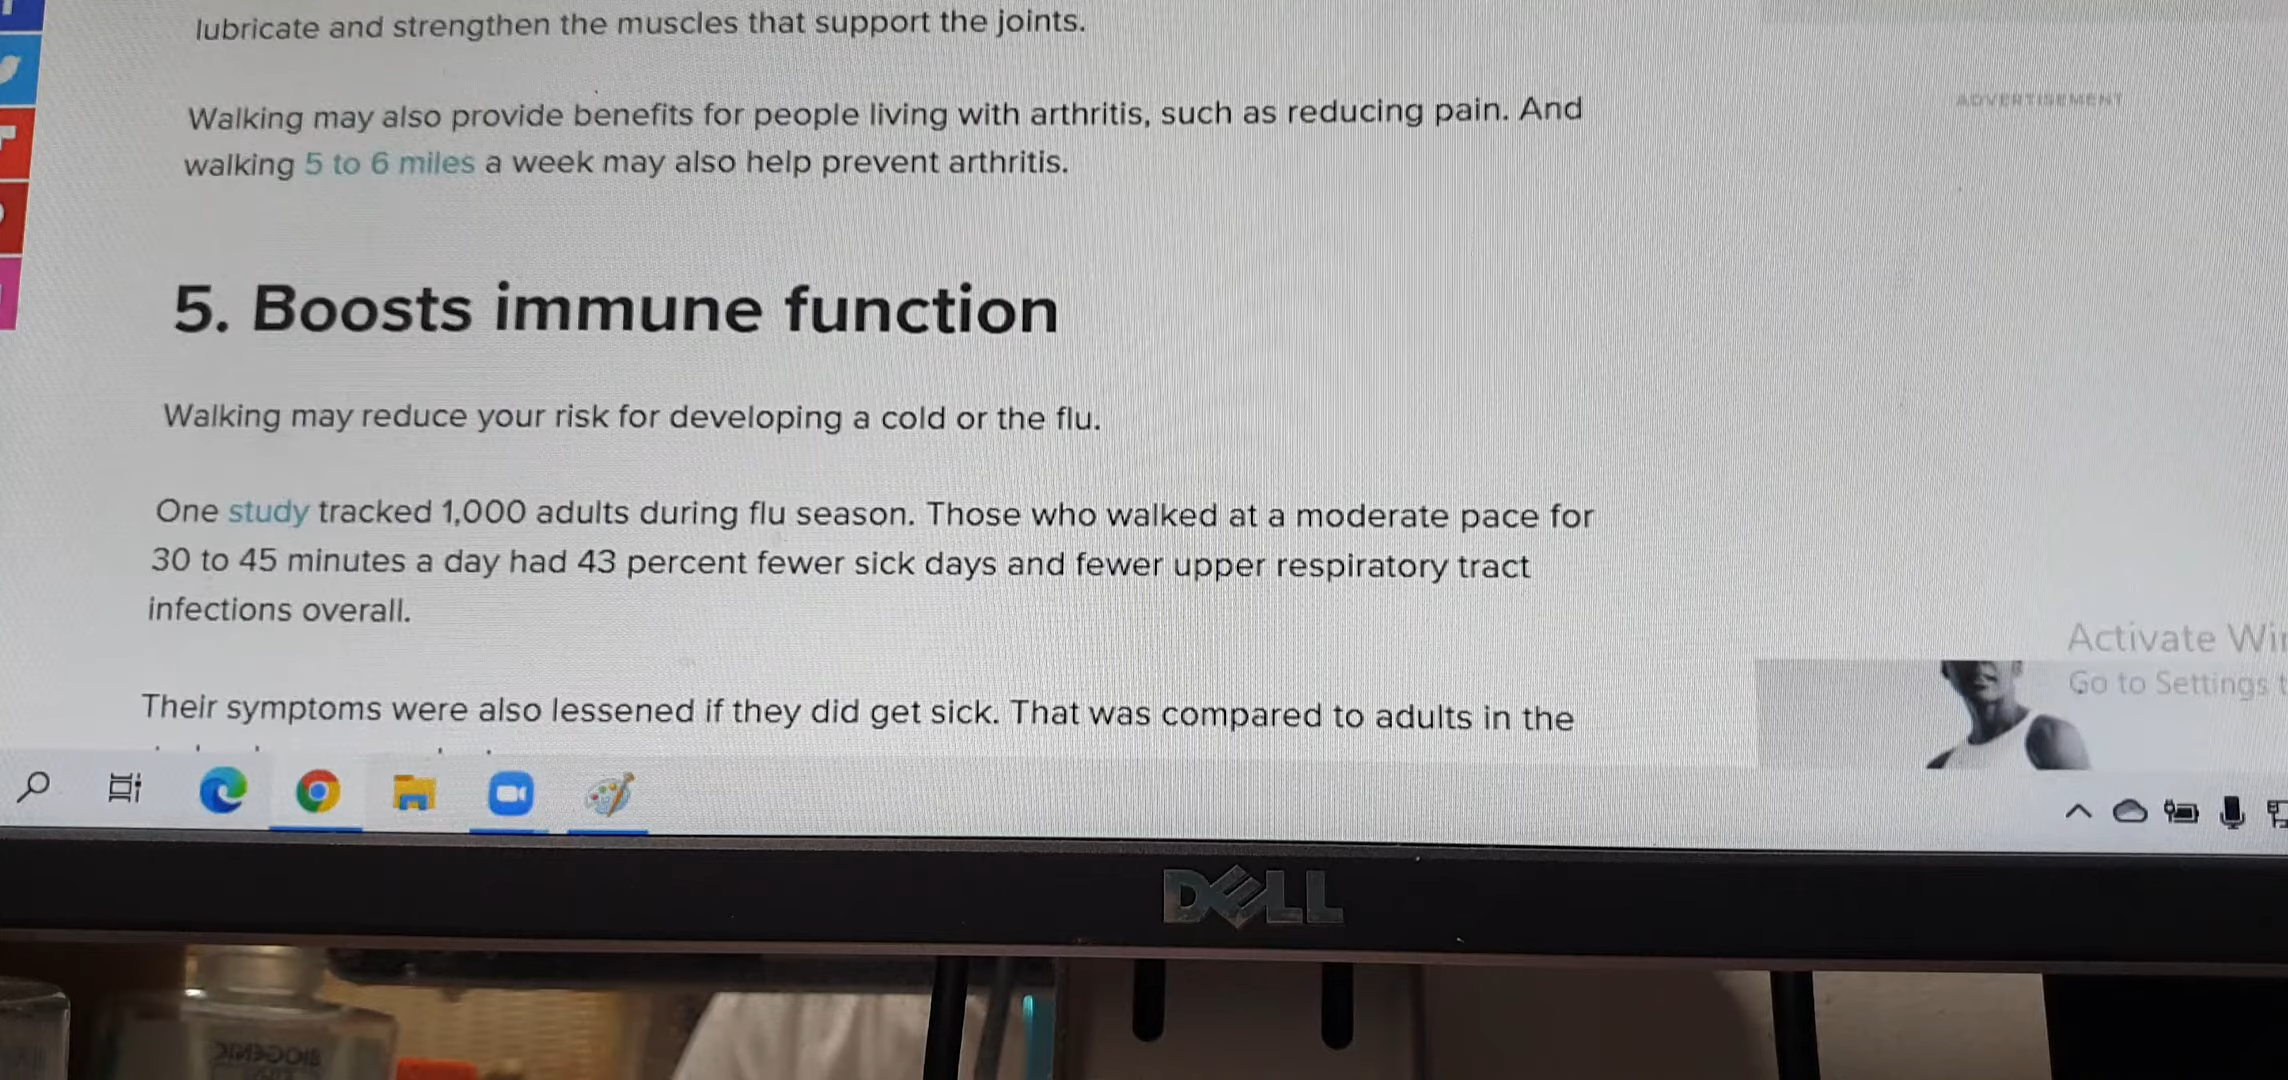 lubricate and strengthen the muscles that support the joints.
Walking may also provide benefits for people living with arthritis, such as reducing pain. And
walking 5 to 6 miles a week may also help prevent arthritis.
ADVERTISEMENT
5. Boosts immune function
Walking may reduce your risk for developing a cold or the flu.
One study tracked 1,000 adults during flu season. Those who walked at a moderate pace for
30 to 45 minutes a day had 43 percent fewer sick days and fewer upper respiratory tract
infections overall.
Their symptoms were also lessened if they did get sick. That was compared to adults in the
Activate Win
Go to Settings t
DELL